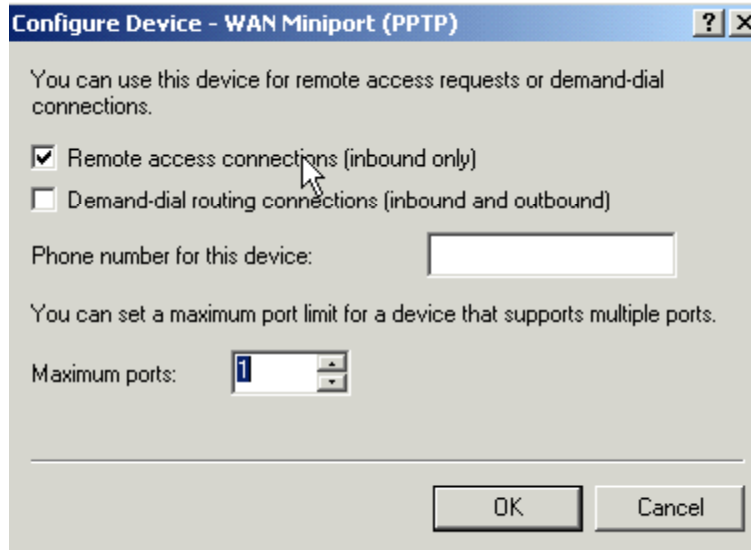 Configure Device - WAN Miniport (PPTP)
You can use this device for remote access requests or demand-dial
connections.
Remote access connections (inbound only)
Demand-dial routing connections (inbound and outbound)
Phone number for this device:
You can set a maximum port limit for a device that supports multiple ports.
Maximum ports: 1
OK Cancel